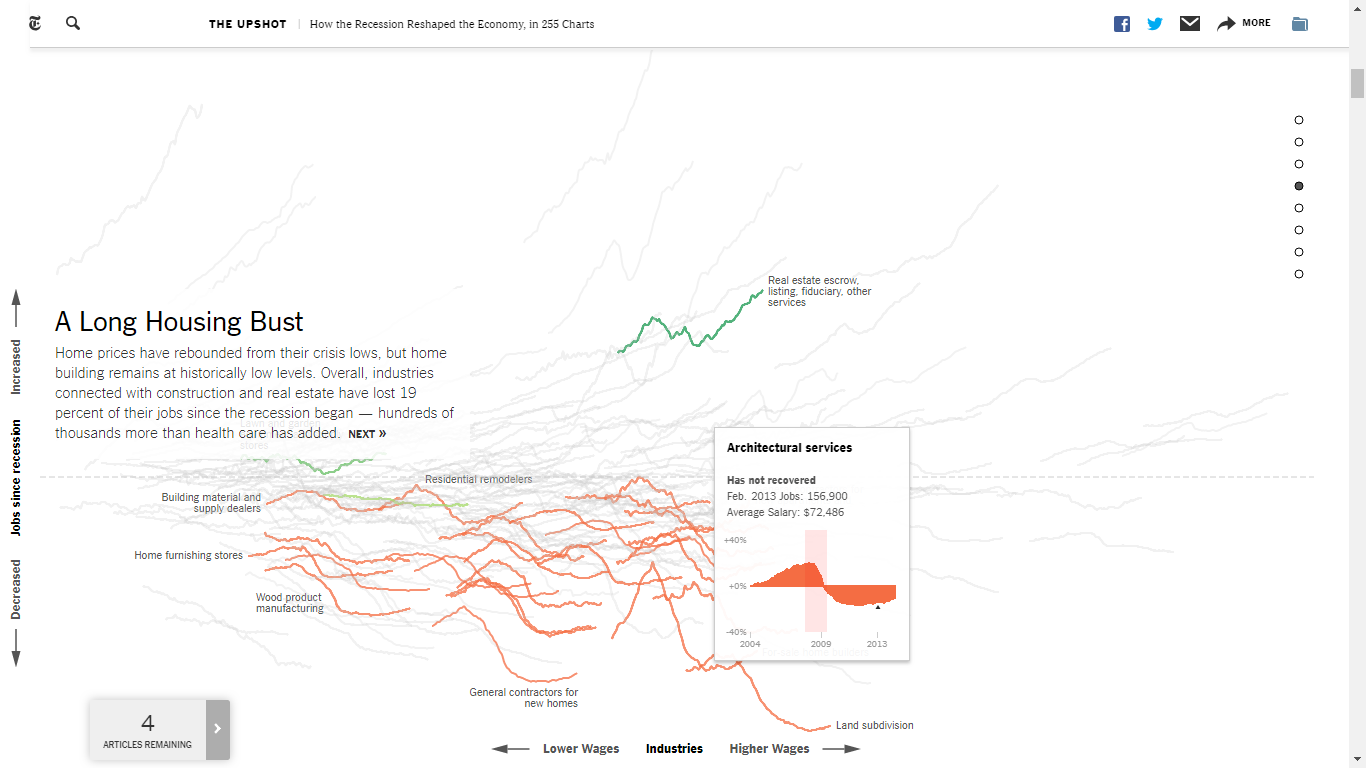 THE UPSHOT | How the Recession Reshaped the Economy, in 255 Charts
MORE
Real estate escrow,
listing, fiduciary, other
services
A Long Housing Bust
Home prices have rebounded from their crisis lows, but home
building remains at historically low levels. Overall, industries
connected with construction and real estate have lost 19
percent of their jobs since the recession began — hundreds of
thousands more than health care has added. NEXT »
stores
Increased
Jobs since recession
Decreased
Residential remodelers
Building material and
supply dealers
Home furnishing stores
Wood product
manufacturing
General contractors for
new homes
Architectural services
Has not recovered
Feb. 2013 Jobs: 156,900
Average Salary: $72,486
+40%
+0%
-40%
2004
2009
2013
For-sale home builders
Land subdivision
4
ARTICLES REMAINING
Lower Wages
Industries
Higher Wages